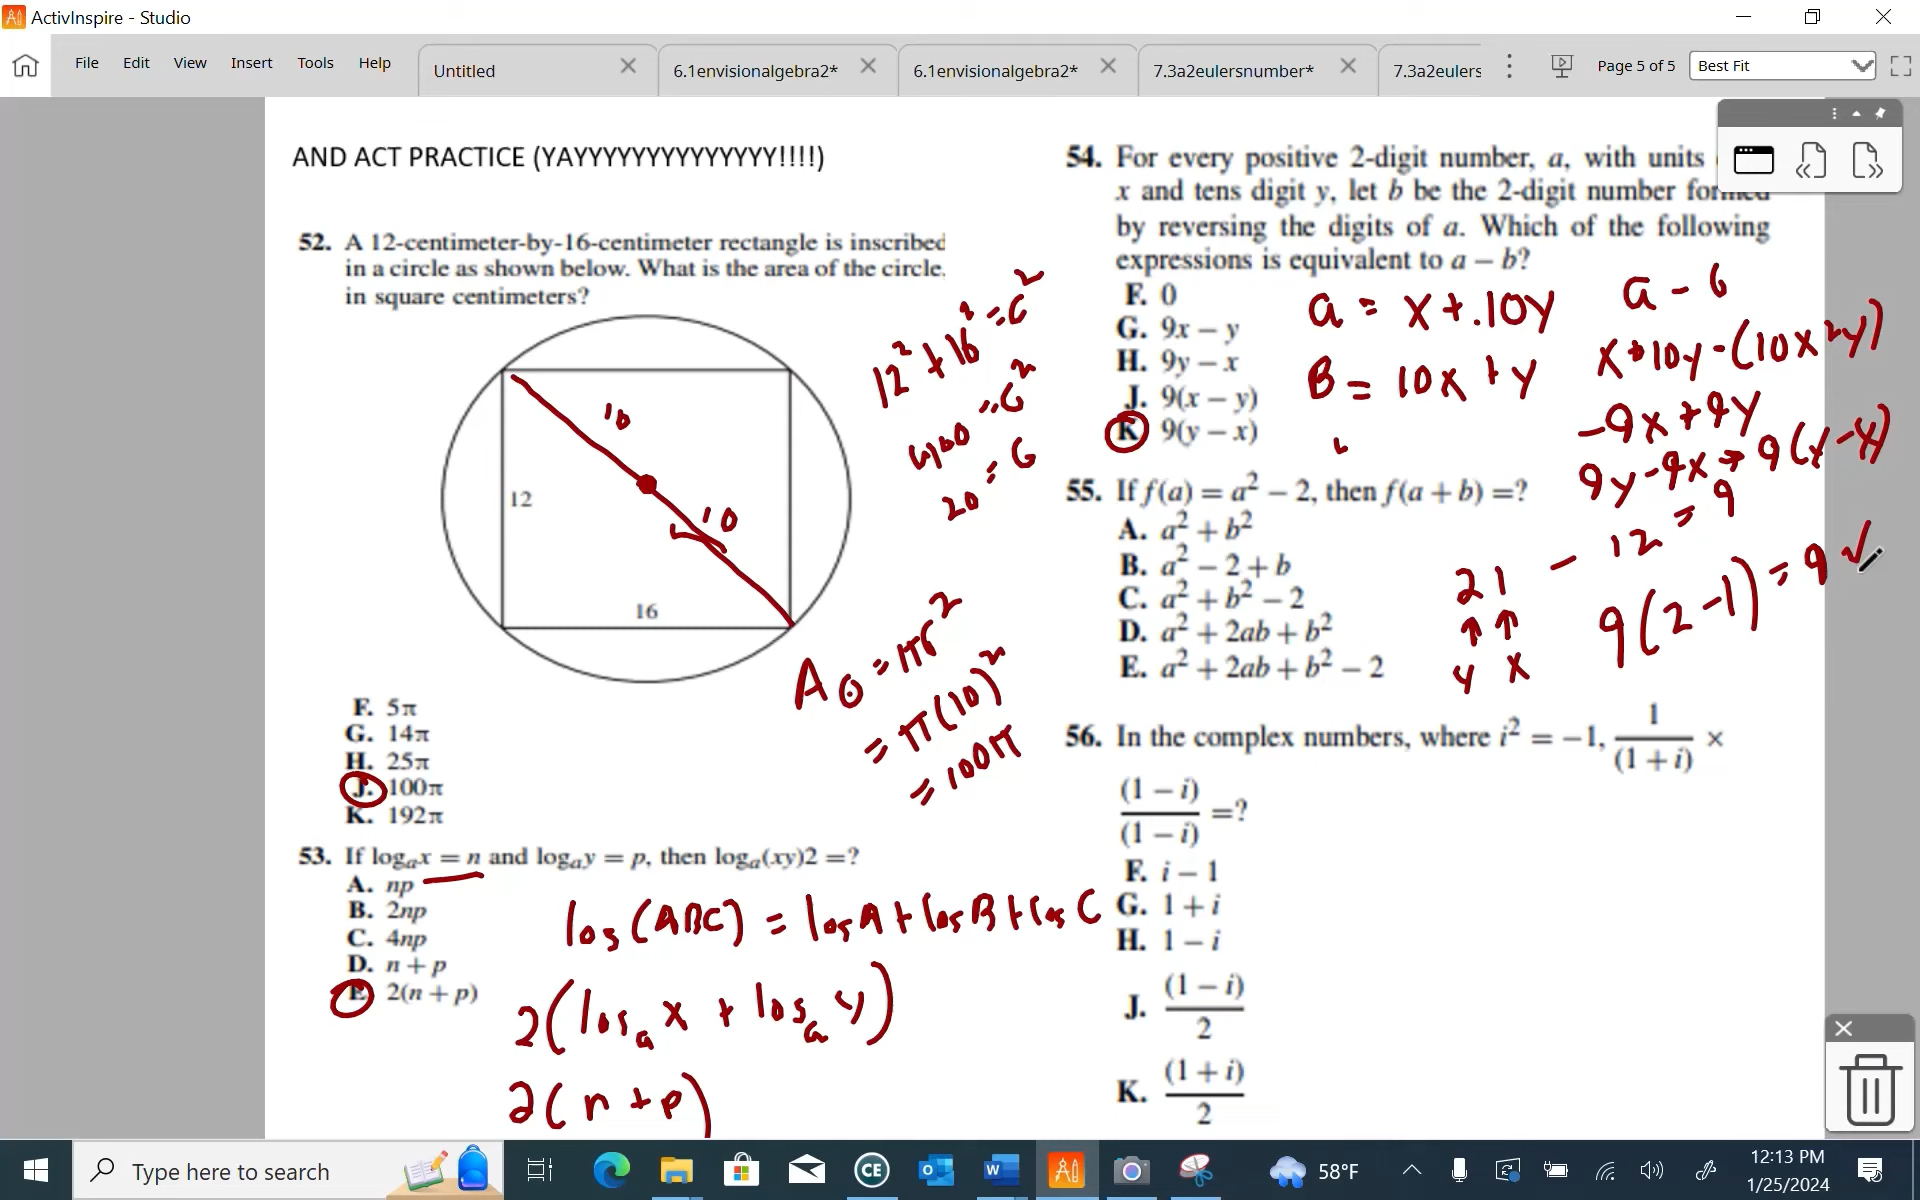 ActivInspire - Studio
File Edit View Insert Tools Help
Untitled
6.1envisionalgebra2*
6.1envisionalgebra2*
7.3a2eulersnumber*
7.3a2eulers
Page 5 of 5
Best Fit
AND ACT PRACTICE (YAYYYYYYYYYYYYYY!!!!)
52. A 12-centimeter-by-16-centimeter rectangle is inscribed
in a circle as shown below. What is the area of the circle,
in square centimeters?
10
12
10
16
12² + 16² = C²
400 = C²
20 = C
A⊙ = πr²
= π(10)²
= 100π
F. 5π
G. 14π
H. 25π
J. 100π
K. 192π
53. If logₐx = n and logₐy = p, then logₐ(xy)2 =?
A. np
B. 2np
C. 4np
D. n + p
E. 2(n + p)
log(ABC) = logA + logB + log C
2(logₐ x + logₐ y)
2(n + p)
54. For every positive 2-digit number, a, with units
x and tens digit y, let b be the 2-digit number formed
by reversing the digits of a. Which of the following
expressions is equivalent to a − b?
F. 0
G. 9x − y
H. 9y − x
J. 9(x − y)
K. 9(y − x)
a = x + .10y
B = 10x + y
a - b
x + 10y - (10x + y)
-9x + 9y
9y - 9x → 9(y - x)
21 - 12 = 9
y x
9(2 - 1) = 9 ✓
55. If f(a) = a² − 2, then f(a + b) =?
A. a² + b²
B. a² − 2 + b
C. a² + b² − 2
D. a² + 2ab + b²
E. a² + 2ab + b² − 2
56. In the complex numbers, where i² = −1, 1/(1 + i) ×
(1 − i)/(1 − i) =?
F. i − 1
G. 1 + i
H. 1 − i
J. (1 − i)/2
K. (1 + i)/2
Type here to search
58°F
12:13 PM
1/25/2024